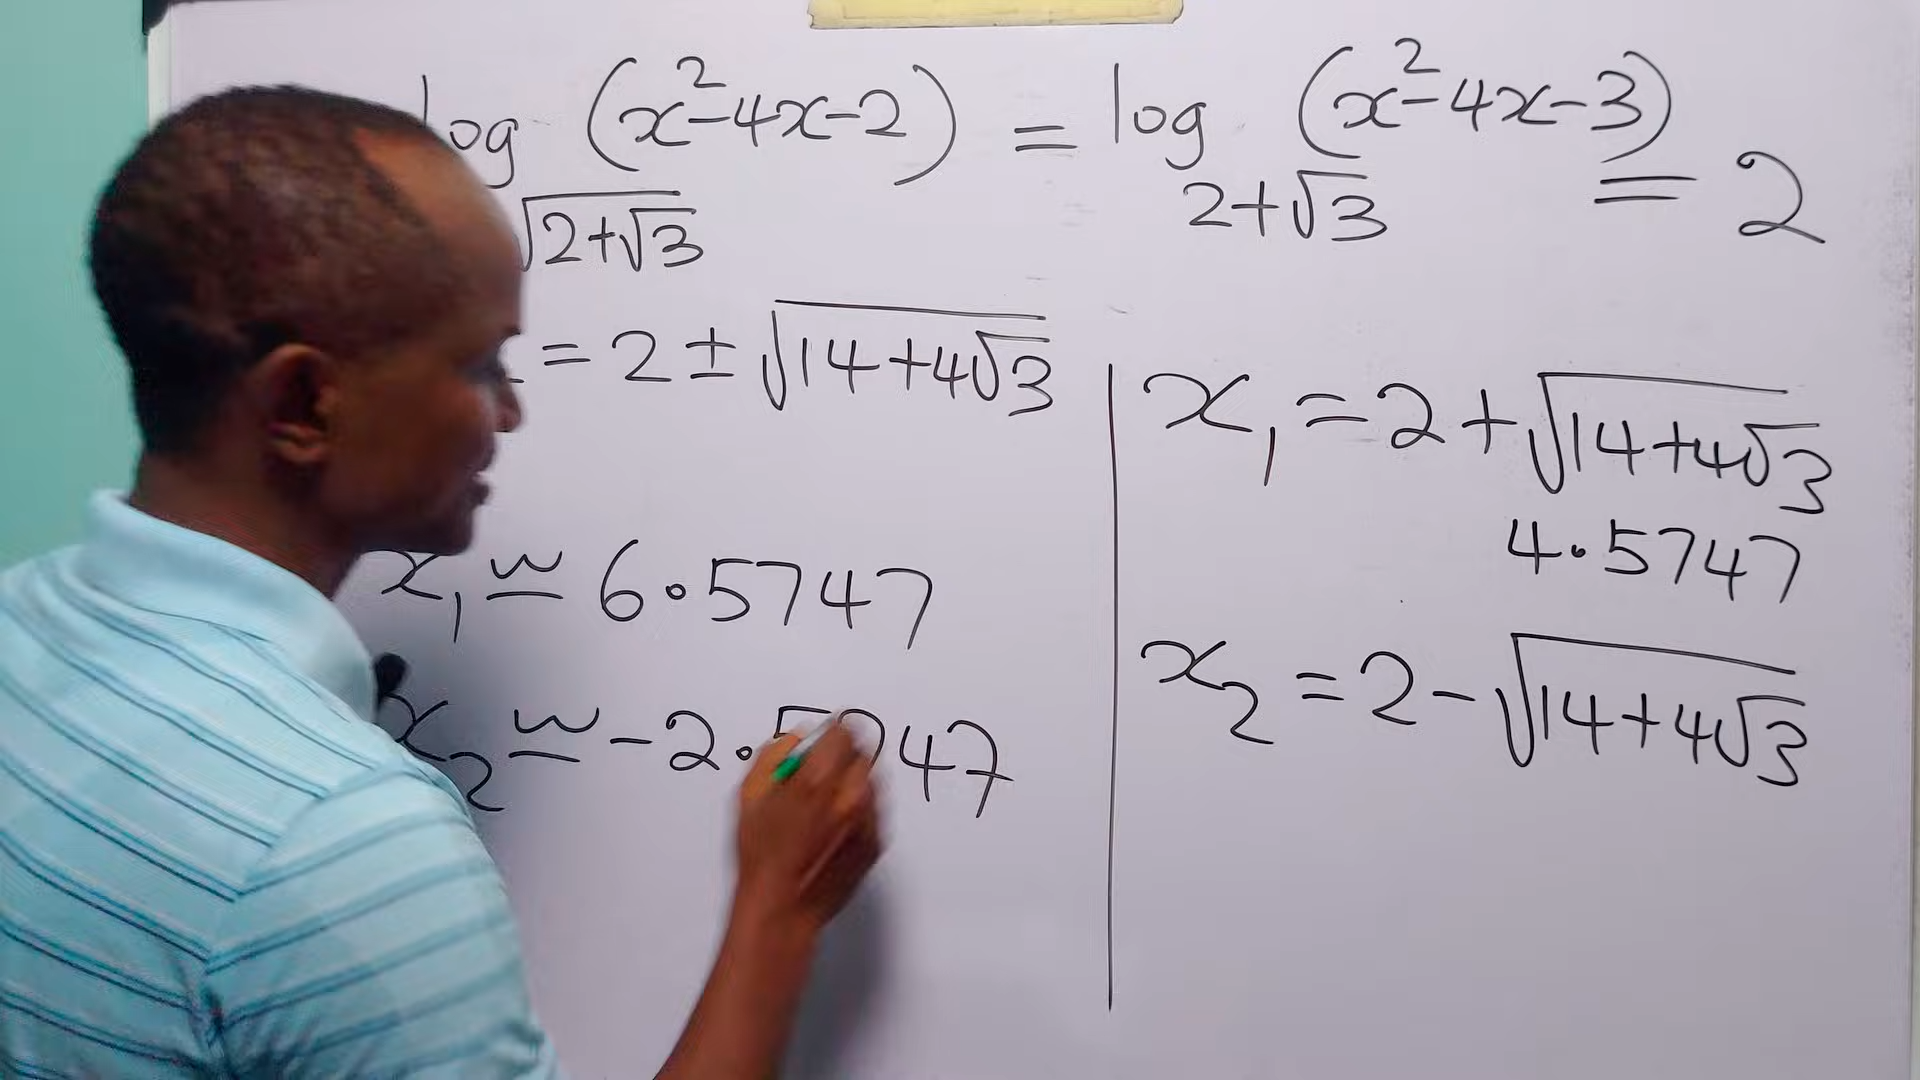 log (x²-4x-2) = log (x²-4x-3) = 2
√2+√3 2+√3
= 2 ± √14+4√3
x₁ ≃ 6.5747
x₂ ≃ -2.5747
x₁ = 2+√14+4√3
4.5747
x₂ = 2-√14+4√3